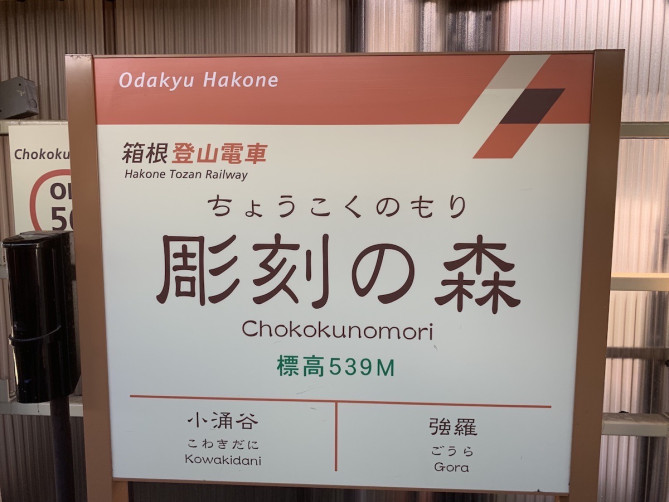 Odakyu Hakone
箱根登山電車
Hakone Tozan Railway
ちょうこくのもり
彫刻の森
Chokokunomori
標高539M
小涌谷
こわきだに
Kowakidani
強羅
ごうら
Gora